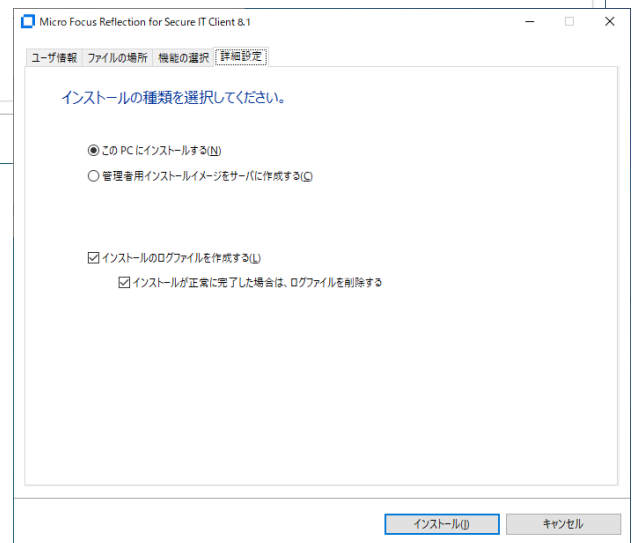 Micro Focus Reflection for Secure IT Client 8.1
ユーザ情報 ファイルの場所 機能の選択 詳細設定
インストールの種類を選択してください。
この PC にインストールする(N)
管理者用インストールイメージをサーバに作成する(C)
インストールのログファイルを作成する(L)
インストールが正常に完了した場合は、ログファイルを削除する
インストール(I) キャンセル